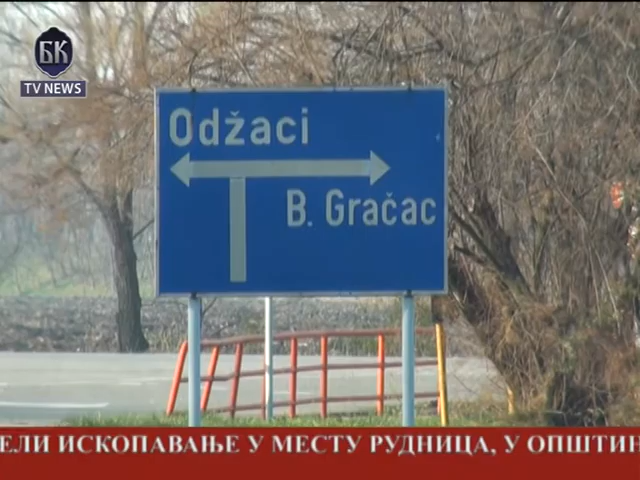 БК
TV NEWS
Odžaci
B. Gračac
ЕЛИ ИСКОПАВАЊЕ У МЕСТУ РУДНИЦА, У ОПШТИН